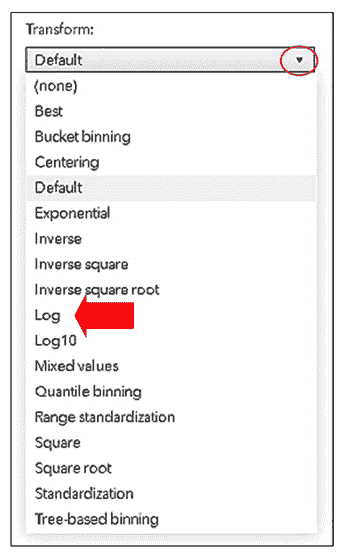 Transform:
Default
(none)
Best
Bucket binning
Centering
Default
Exponential
Inverse
Inverse square
Inverse square root
Log
Log10
Mixed values
Quantile binning
Range standardization
Square
Square root
Standardization
Tree-based binning